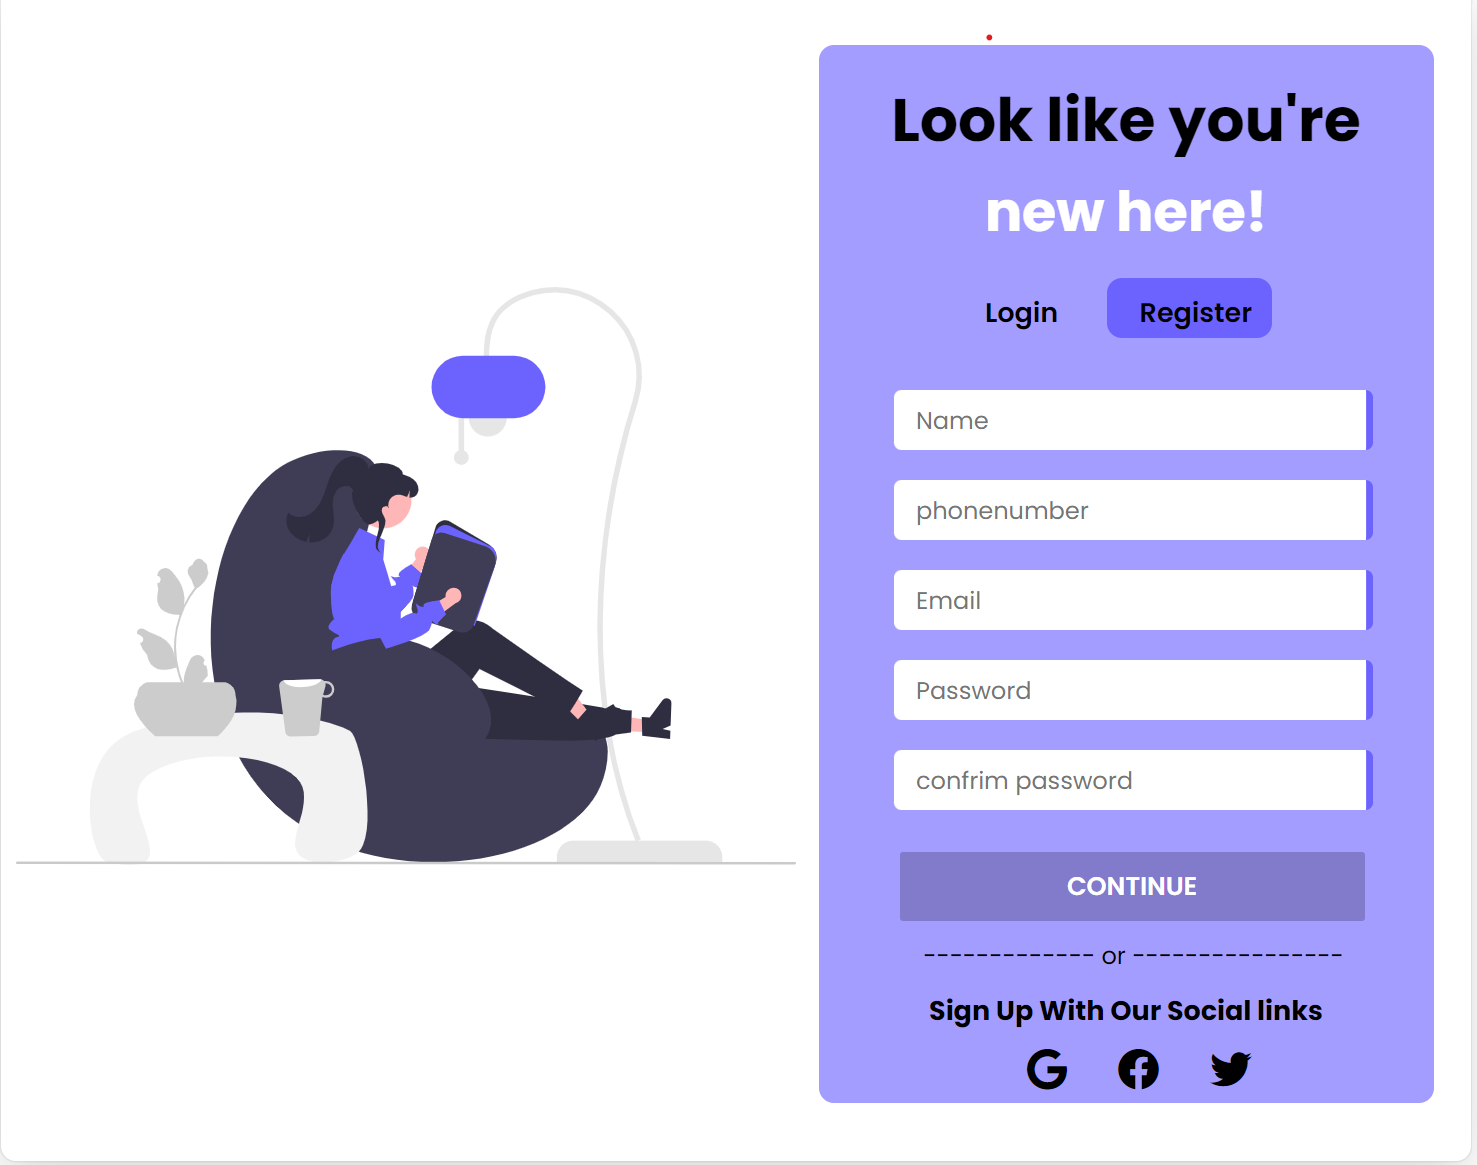 Look like you're
new here!
Login Register
Name
phonenumber
Email
Password
confrim password
CONTINUE
------------- or ----------------
Sign Up With Our Social links